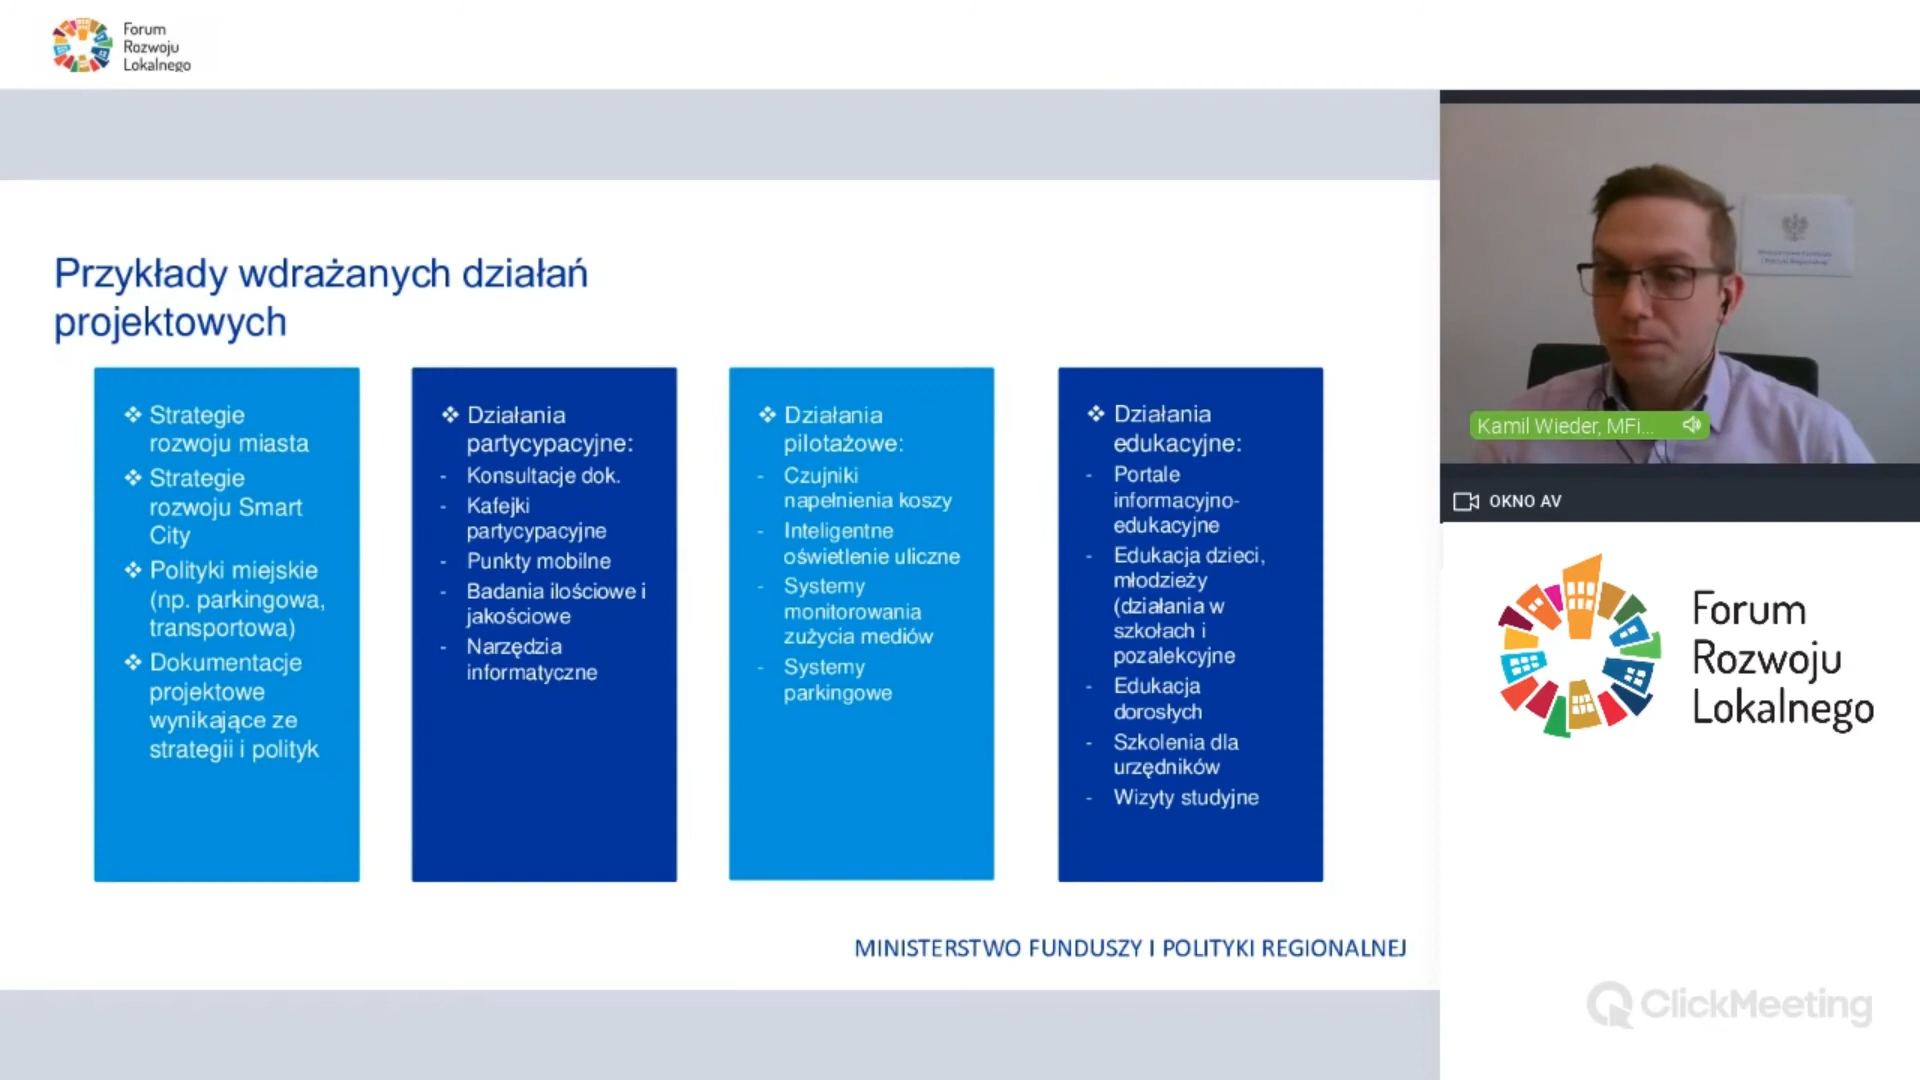 Forum
Rozwoju
Lokalnego
Przykłady wdrażanych działań
projektowych
❖ Strategie
rozwoju miasta
❖ Strategie
rozwoju Smart
City
❖ Polityki miejskie
(np. parkingowa,
transportowa)
❖ Dokumentacje
projektowe
wynikające ze
strategii i polityk
❖ Działania
partycypacyjne:
- Konsultacje dok.
- Kafejki
partycypacyjne
- Punkty mobilne
- Badania ilościowe i
jakościowe
- Narzędzia
informatyczne
❖ Działania
pilotażowe:
- Czujniki
napełnienia koszy
- Inteligentne
oświetlenie uliczne
- Systemy
monitorowania
zużycia mediów
- Systemy
parkingowe
❖ Działania
edukacyjne:
- Portale
informacyjno-
edukacyjne
- Edukacja dzieci,
młodzieży
(działania w
szkołach i
pozalekcyjne
- Edukacja
dorosłych
- Szkolenia dla
urzędników
- Wizyty studyjne
MINISTERSTWO FUNDUSZY I POLITYKI REGIONALNEJ
Kamil Wieder, MFi...
OKNO AV
Forum
Rozwoju
Lokalnego
ClickMeeting